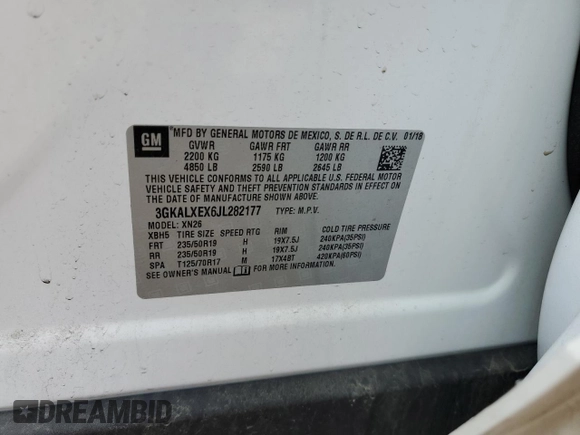 GM MFD BY GENERAL MOTORS DE MEXICO, S. DE R.L. DE C.V. 01/18
GVWR GAWR FRT GAWR RR
2200 KG 1175 KG 1200 KG
4850 LB 2590 LB 2645 LB
THIS VEHICLE CONFORMS TO ALL APPLICABLE U.S. FEDERAL MOTOR
VEHICLE SAFETY AND THEFT PREVENTION STANDARDS IN EFFECT ON
THE DATE OF MANUFACTURE SHOWN ABOVE.
3GKALXEX6JL282177 TYPE: M.P.V.
MODEL: XN26
XBH5 TIRE SIZE SPEED RTG RIM COLD TIRE PRESSURE
FRT 235/50R19 H 19X7.5J 240KPA(35PSI)
RR 235/50R19 H 19X7.5J 240KPA(35PSI)
SPA T125/70R17 M 17X4BT 420KPA(60PSI)
SEE OWNER'S MANUAL FOR MORE INFORMATION.
DREAMBID